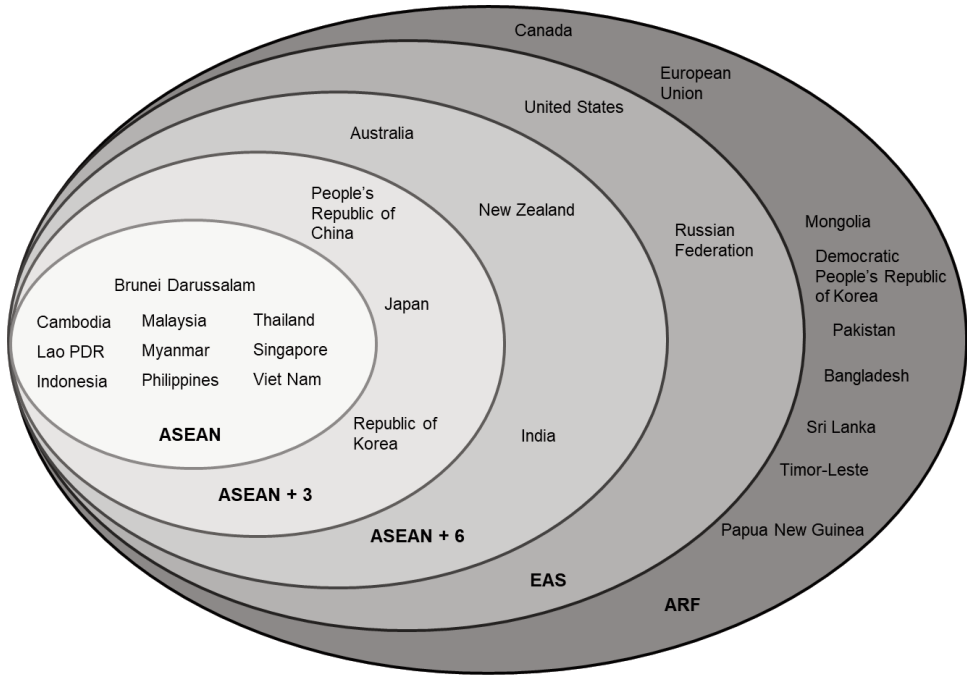 Canada
European
Union
United States
Australia
People's
Republic of
China
New Zealand
Russian
Federation
Mongolia
Democratic
People's Republic
of Korea
Brunei Darussalam
Japan
Cambodia Malaysia Thailand
Pakistan
Lao PDR Myanmar Singapore
Indonesia Philippines Viet Nam
Bangladesh
Republic of
Korea
India
Sri Lanka
ASEAN
Timor-Leste
ASEAN + 3
Papua New Guinea
ASEAN + 6
EAS
ARF